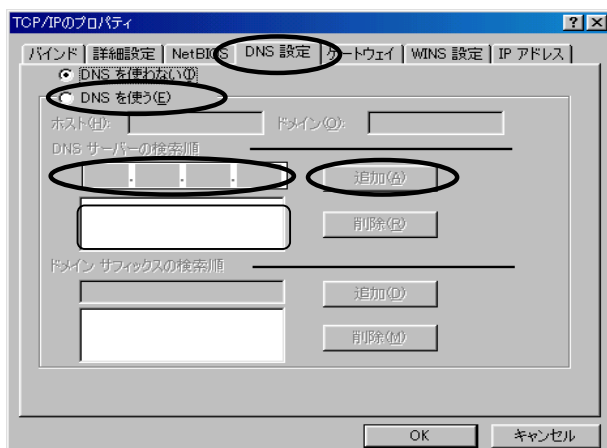 TCP/IPのプロパティ
バインド 詳細設定 NetBIOS DNS 設定 ゲートウェイ WINS 設定 IP アドレス
DNS を使わない(I)
DNS を使う(E)
ホスト(H): ドメイン(O):
DNS サーバーの検索順
. . . 追加(A)
削除(R)
ドメイン サフィックスの検索順
追加(D)
削除(M)
OK キャンセル